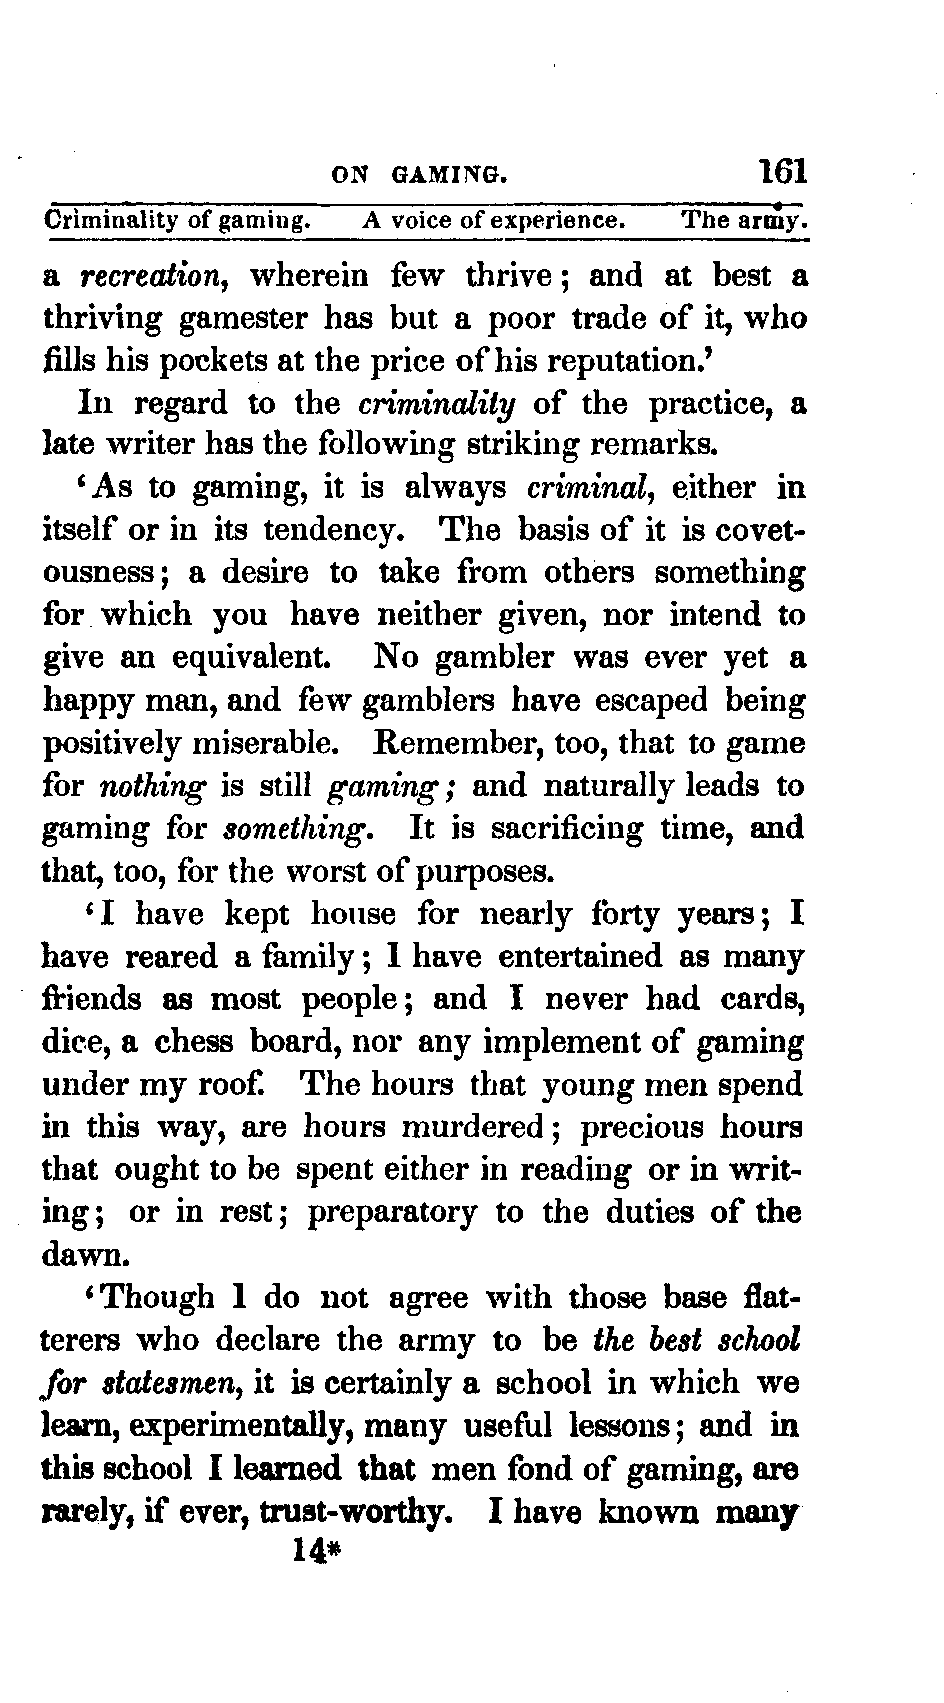 ON GAMING. 161
Criminality of gaming. A voice of experience. The army.
a recreation, wherein few thrive; and at best a
thriving gamester has but a poor trade of it, who
fills his pockets at the price of his reputation.’
In regard to the criminality of the practice, a
late writer has the following striking remarks.
‘As to gaming, it is always criminal, either in
itself or in its tendency. The basis of it is covet-
ousness; a desire to take from others something
for which you have neither given, nor intend to
give an equivalent. No gambler was ever yet a
happy man, and few gamblers have escaped being
positively miserable. Remember, too, that to game
for nothing is still gaming; and naturally leads to
gaming for something. It is sacrificing time, and
that, too, for the worst of purposes.
‘I have kept house for nearly forty years; I
have reared a family; I have entertained as many
friends as most people; and I never had cards,
dice, a chess board, nor any implement of gaming
under my roof. The hours that young men spend
in this way, are hours murdered; precious hours
that ought to be spent either in reading or in writ-
ing; or in rest; preparatory to the duties of the
dawn.
‘Though I do not agree with those base flat-
terers who declare the army to be the best school
for statesmen, it is certainly a school in which we
learn, experimentally, many useful lessons; and in
this school I learned that men fond of gaming, are
rarely, if ever, trust-worthy. I have known many
14*